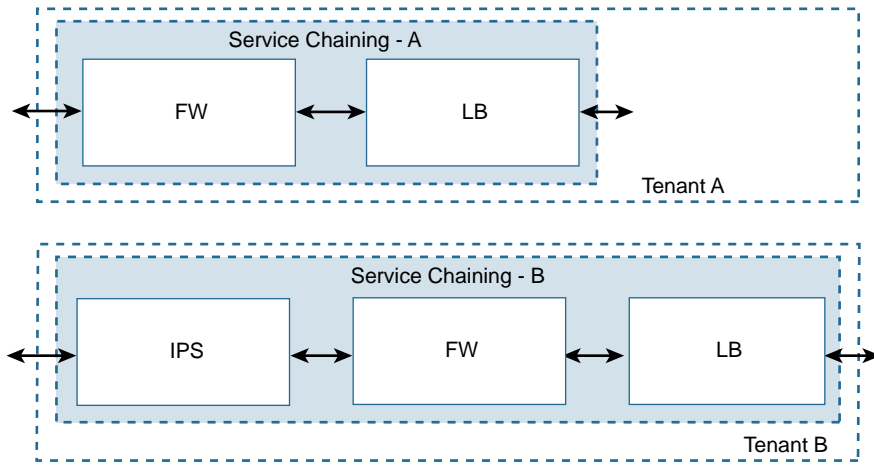 Service Chaining - A
FW
LB
Tenant A
Service Chaining - B
IPS
FW
LB
Tenant B